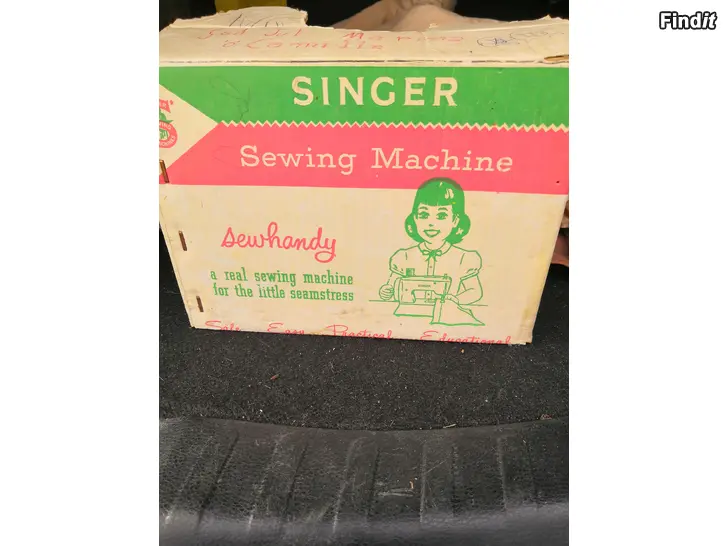 Findit
SINGER
Sewing Machine
sewhandy
a real sewing machine
for the little seamstress
Safe Easy Practical Educational